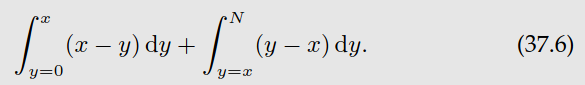 ∫_{y=0}^{x} (x − y) dy + ∫_{y=x}^{N} (y − x) dy. (37.6)